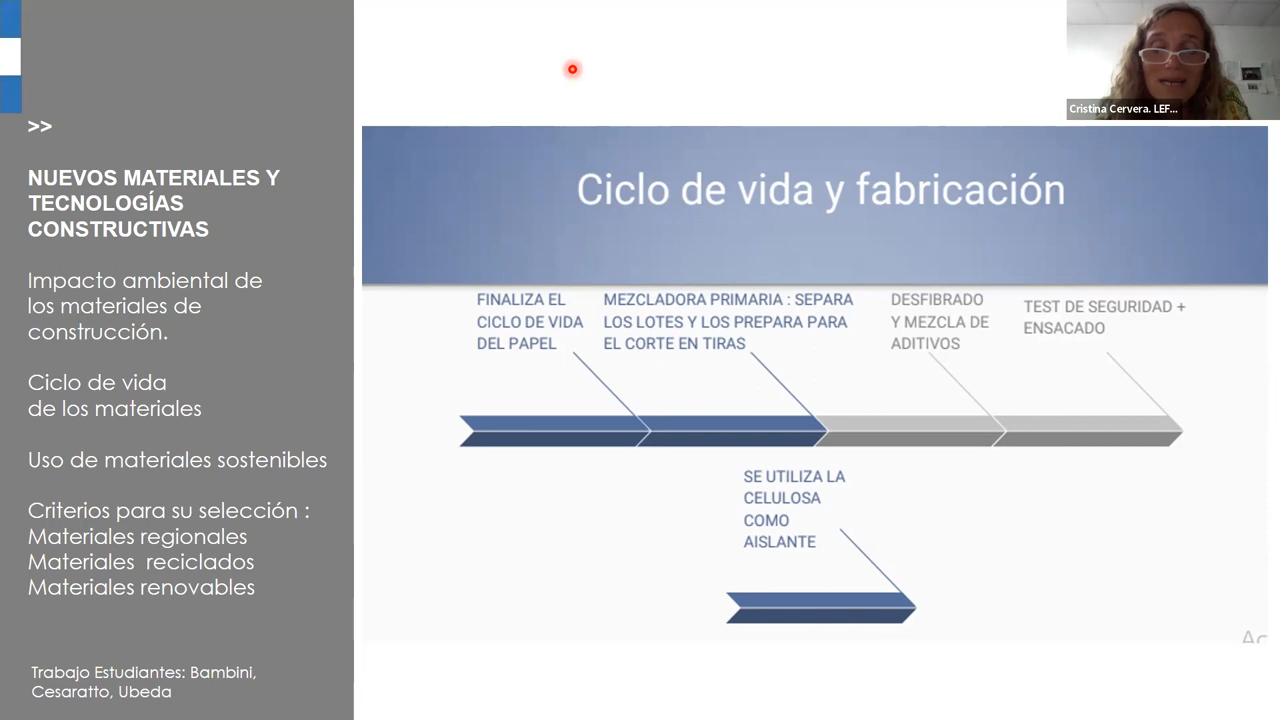 >>
NUEVOS MATERIALES Y
TECNOLOGÍAS
CONSTRUCTIVAS
Impacto ambiental de
los materiales de
construcción.
Ciclo de vida
de los materiales
Uso de materiales sostenibles
Criterios para su selección :
Materiales regionales
Materiales reciclados
Materiales renovables
Trabajo Estudiantes: Bambini,
Cesaratto, Ubeda
Cristina Cervera. LEF...
Ciclo de vida y fabricación
FINALIZA EL
CICLO DE VIDA
DEL PAPEL
MEZCLADORA PRIMARIA : SEPARA
LOS LOTES Y LOS PREPARA PARA
EL CORTE EN TIRAS
DESFIBRADO
Y MEZCLA DE
ADITIVOS
TEST DE SEGURIDAD +
ENSACADO
SE UTILIZA LA
CELULOSA
COMO
AISLANTE